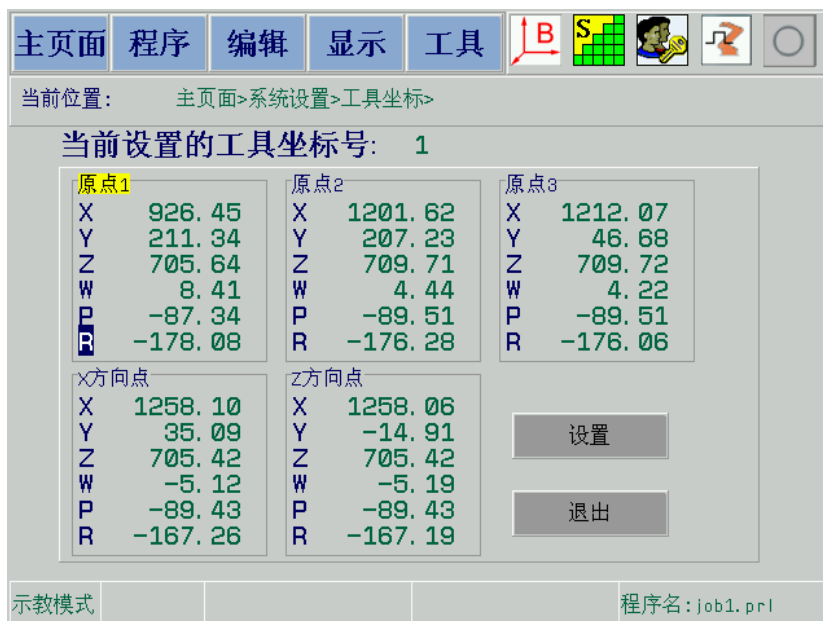 主页面 程序 编辑 显示 工具 B S
当前位置: 主页面>系统设置>工具坐标>
当前设置的工具坐标号: 1
原点1
X 926.45
Y 211.34
Z 705.64
W 8.41
P -87.34
R -178.08
原点2
X 1201.62
Y 207.23
Z 709.71
W 4.44
P -89.51
R -176.28
原点3
X 1212.07
Y 46.68
Z 709.72
W 4.22
P -89.51
R -176.06
X方向点
X 1258.10
Y 35.09
Z 705.42
W -5.12
P -89.43
R -167.26
Z方向点
X 1258.06
Y -14.91
Z 705.42
W -5.19
P -89.43
R -167.19
设置
退出
示教模式 程序名:job1.prl